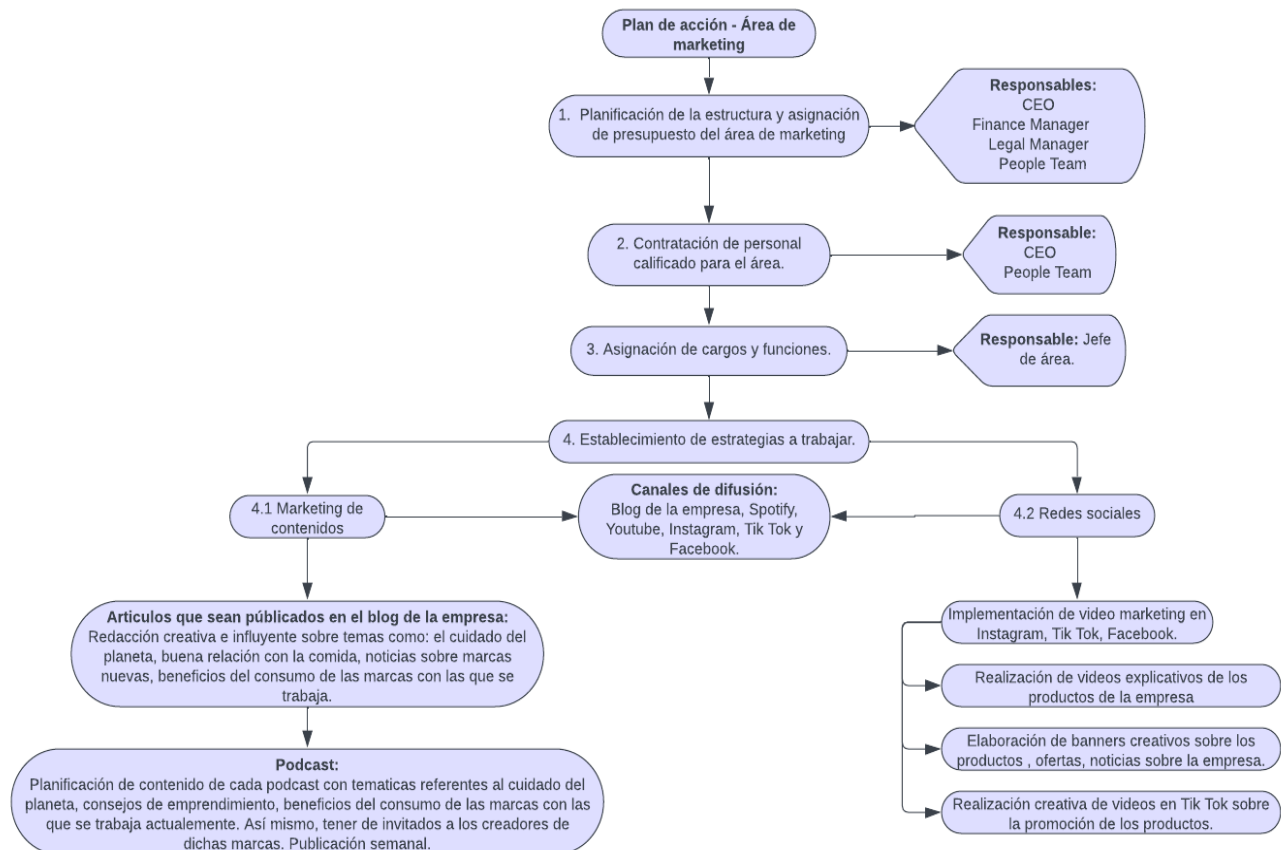 Plan de acción - Área de
marketing
1. Planificación de la estructura y asignación
de presupuesto del área de marketing
Responsables:
CEO
Finance Manager
Legal Manager
People Team
2. Contratación de personal
calificado para el área.
Responsable:
CEO
People Team
3. Asignación de cargos y funciones.
Responsable: Jefe
de área.
4. Establecimiento de estrategias a trabajar.
4.1 Marketing de
contenidos
Canales de difusión:
Blog de la empresa, Spotify,
Youtube, Instagram, Tik Tok y
Facebook.
4.2 Redes sociales
Articulos que sean públicados en el blog de la empresa:
Redacción creativa e influyente sobre temas como: el cuidado del
planeta, buena relación con la comida, noticias sobre marcas
nuevas, beneficios del consumo de las marcas con las que se
trabaja.
Podcast:
Planificación de contenido de cada podcast con tematicas referentes al cuidado del
planeta, consejos de emprendimiento, beneficios del consumo de las marcas con las
que se trabaja actualemente. Así mismo, tener de invitados a los creadores de
dichas marcas. Publicación semanal.
Implementación de video marketing en
Instagram, Tik Tok, Facebook.
Realización de videos explicativos de los
productos de la empresa
Elaboración de banners creativos sobre los
productos , ofertas, noticias sobre la empresa.
Realización creativa de videos en Tik Tok sobre
la promoción de los productos.